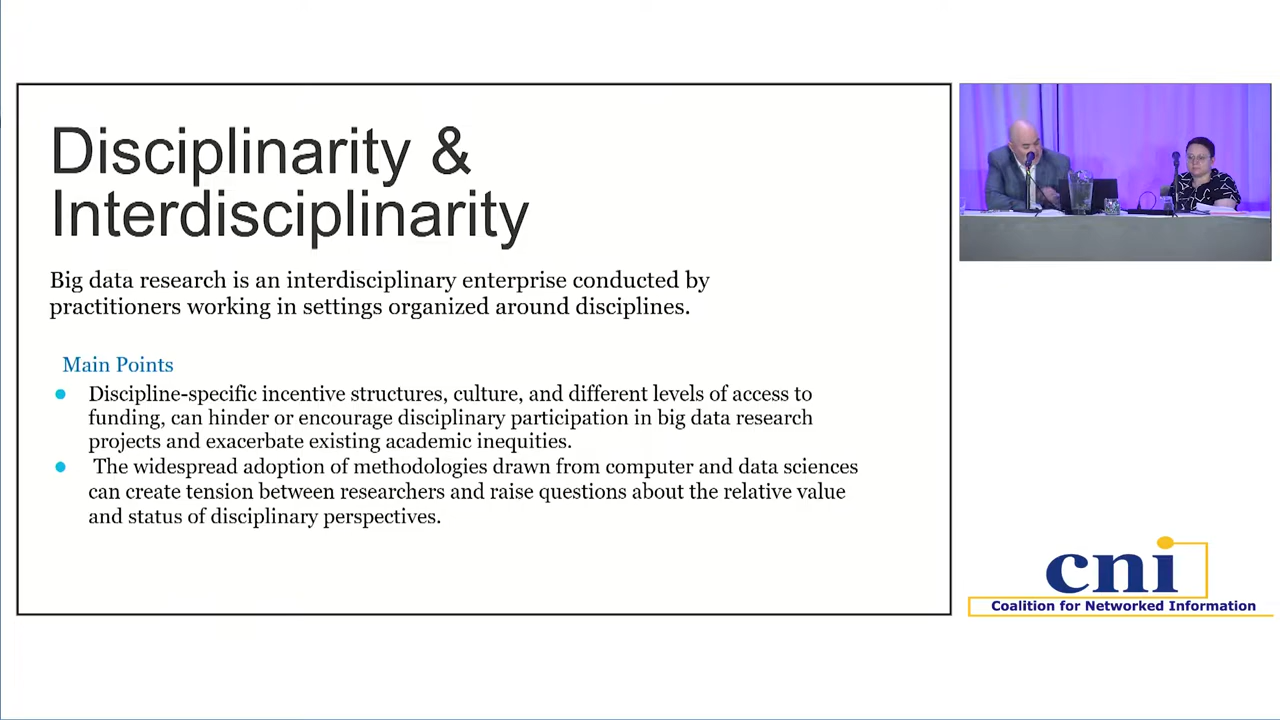 Disciplinarity &
Interdisciplinarity
Big data research is an interdisciplinary enterprise conducted by
practitioners working in settings organized around disciplines.
Main Points
Discipline-specific incentive structures, culture, and different levels of access to
funding, can hinder or encourage disciplinary participation in big data research
projects and exacerbate existing academic inequities.
The widespread adoption of methodologies drawn from computer and data sciences
can create tension between researchers and raise questions about the relative value
and status of disciplinary perspectives.
cni
Coalition for Networked Information